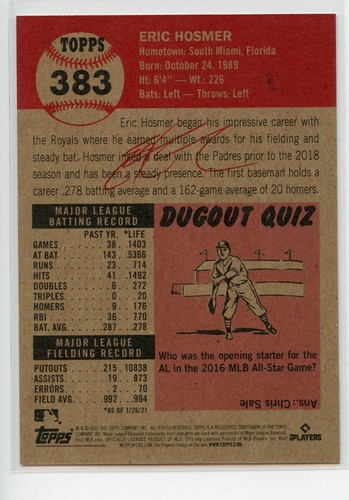 TOPPS
383
ERIC HOSMER
Hometown: South Miami, Florida
Born: October 24, 1989
Ht: 6'4" — Wt: 226
Bats: Left — Throws: Left
Eric Hosmer began his impressive career with
the Royals where he earned multiple awards for his fielding and
steady bat. Hosmer inked a deal with the Padres prior to the 2018
season and has been a steady presence. The first baseman holds a
career .278 batting average and a 162-game average of 20 homers.
MAJOR LEAGUE
BATTING RECORD
PAST YR. *LIFE
GAMES 38 .1403
AT BAT 143 .5366
RUNS 23 ..714
HITS 41 .1492
DOUBLES 6 ..272
TRIPLES 0 ...20
HOMERS 9 ..176
RBI 36 ..770
BAT. AVG. .287 ..278
MAJOR LEAGUE
FIELDING RECORD
PUTOUTS ..215 .10838
ASSISTS 19 ...873
ERRORS 2 ....70
FIELD AVG. .992 ..994
*AS OF 1/26/21
DUGOUT QUIZ
Who was the opening starter for the
AL in the 2016 MLB All-Star Game?
Ans.: Chris Sale
Topps
PLAYERS